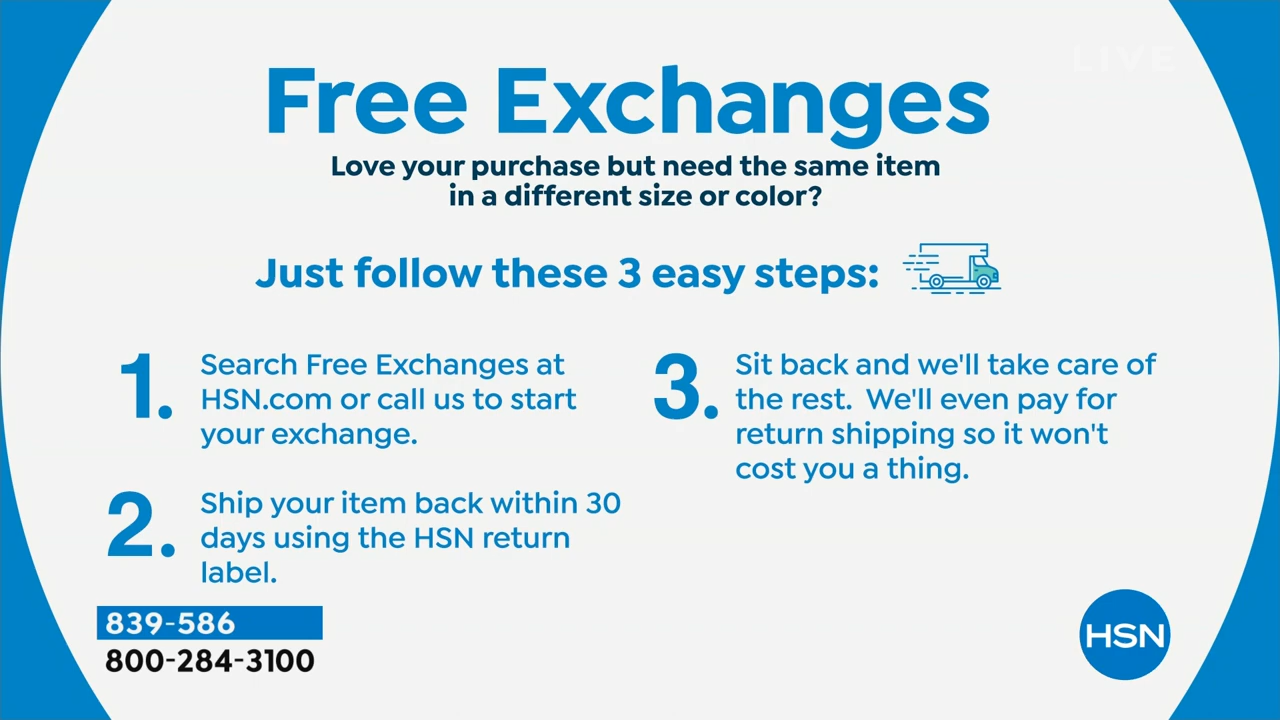 LIVE
Free Exchanges
Love your purchase but need the same item
in a different size or color?
Just follow these 3 easy steps:
1. Search Free Exchanges at
HSN.com or call us to start
your exchange.
2. Ship your item back within 30
days using the HSN return
label.
3. Sit back and we'll take care of
the rest. We'll even pay for
return shipping so it won't
cost you a thing.
839-586
800-284-3100
HSN